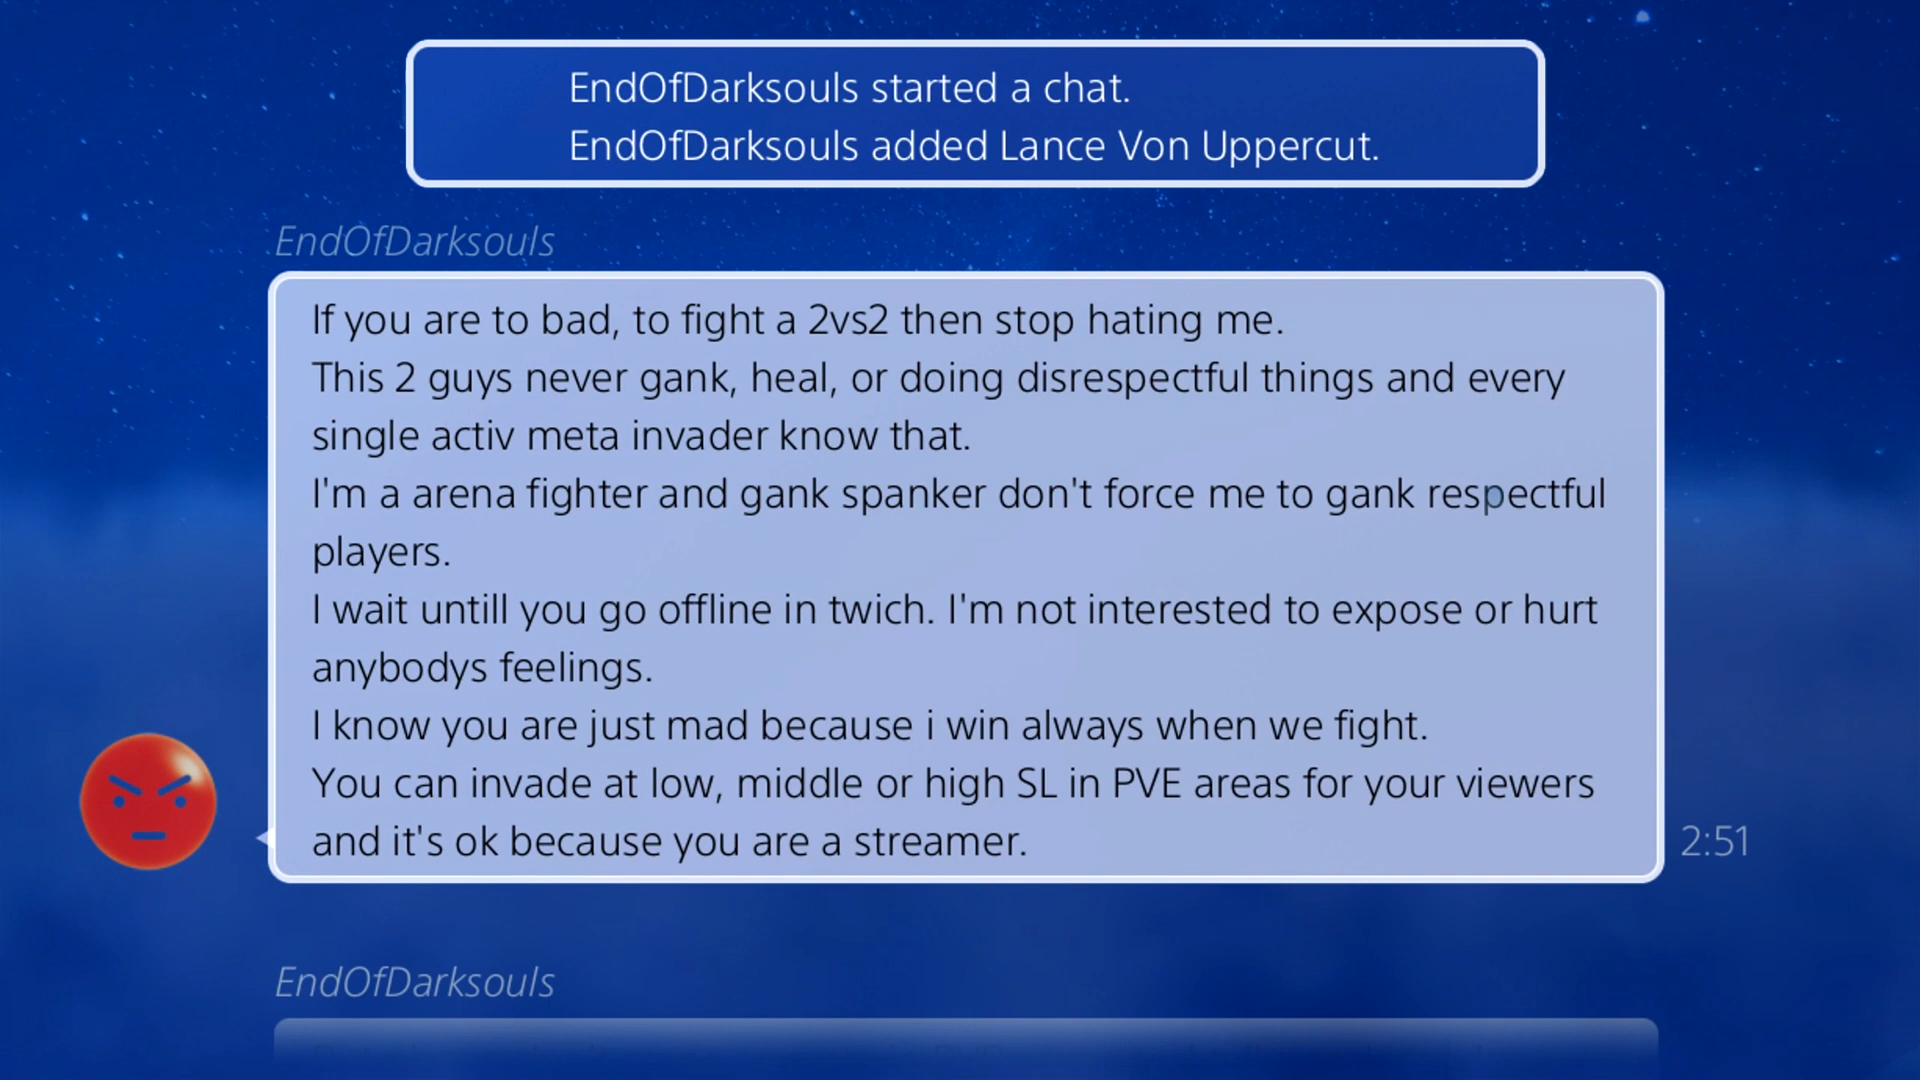 EndOfDarksouls started a chat.
EndOfDarksouls added Lance Von Uppercut.
EndOfDarksouls
If you are to bad, to fight a 2vs2 then stop hating me.
This 2 guys never gank, heal, or doing disrespectful things and every
single activ meta invader know that.
I'm a arena fighter and gank spanker don't force me to gank respectful
players.
I wait untill you go offline in twich. I'm not interested to expose or hurt
anybodys feelings.
I know you are just mad because i win always when we fight.
You can invade at low, middle or high SL in PVE areas for your viewers
and it's ok because you are a streamer.
2:51
EndOfDarksouls